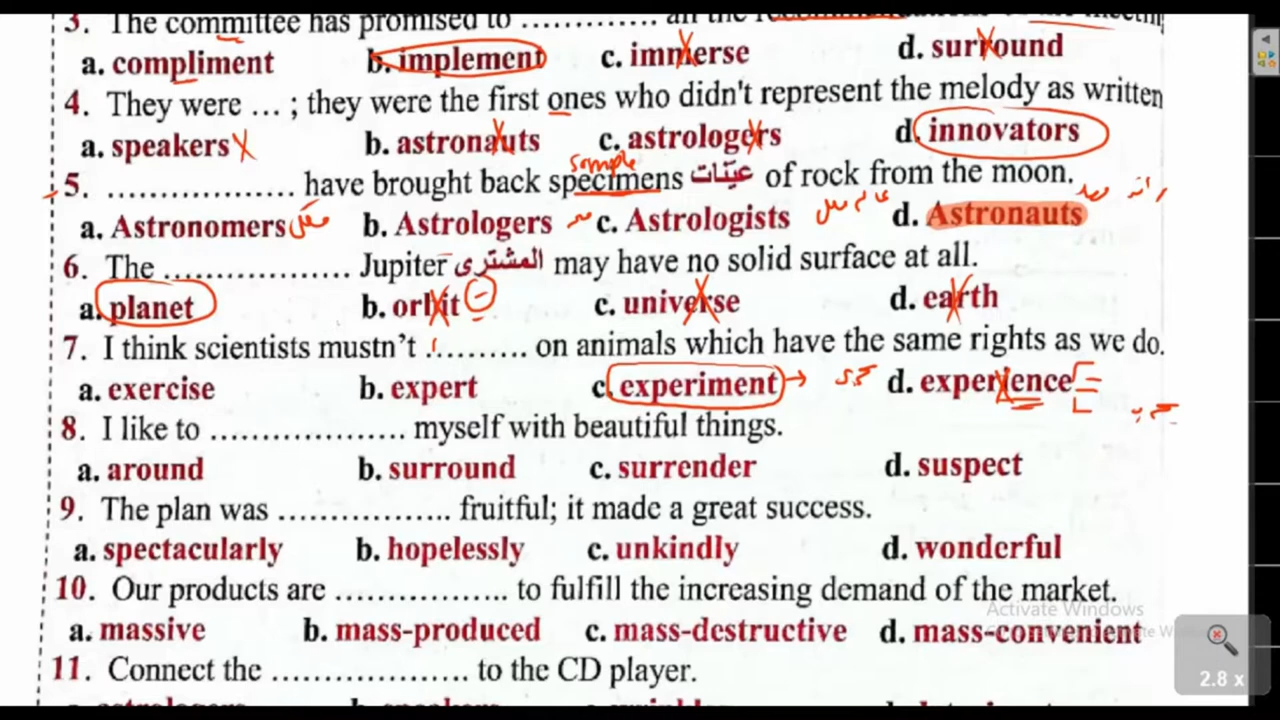 3. The committee has promised to ............. all the
a. compliment b. implement c. immerse d. surround
4. They were ... ; they were the first ones who didn't represent the melody as written
a. speakers b. astronauts c. astrologers d. innovators
sample
5. .................... have brought back specimens عيّنات of rock from the moon.
a. Astronomers b. Astrologers c. Astrologists d. Astronauts
6. The .................... Jupiter المشترى may have no solid surface at all.
a. planet b. orbit c. universe d. earth
7. I think scientists mustn't .......... on animals which have the same rights as we do.
a. exercise b. expert c. experiment d. experience
8. I like to .................... myself with beautiful things.
a. around b. surround c. surrender d. suspect
9. The plan was .................. fruitful; it made a great success.
a. spectacularly b. hopelessly c. unkindly d. wonderful
10. Our products are .................. to fulfill the increasing demand of the market.
a. massive b. mass-produced c. mass-destructive d. mass-convenient
Activate Windows
11. Connect the .................... to the CD player.
2.8 x